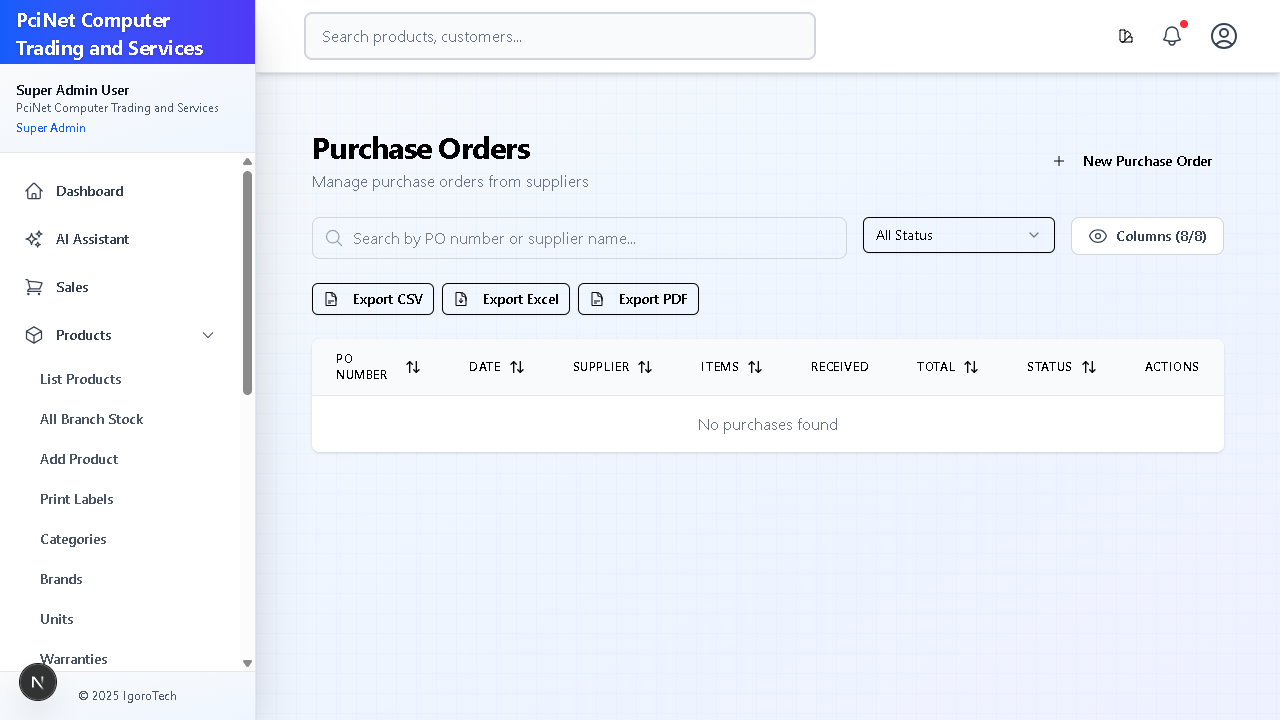 PciNet Computer
Trading and Services
Search products, customers...
Super Admin User
PciNet Computer Trading and Services
Super Admin
Dashboard
AI Assistant
Sales
Products
List Products
All Branch Stock
Add Product
Print Labels
Categories
Brands
Units
Warranties
N
© 2025 IgoroTech
Purchase Orders
Manage purchase orders from suppliers
New Purchase Order
Search by PO number or supplier name...
All Status
Columns (8/8)
Export CSV
Export Excel
Export PDF
PO NUMBER DATE SUPPLIER ITEMS RECEIVED TOTAL STATUS ACTIONS
No purchases found